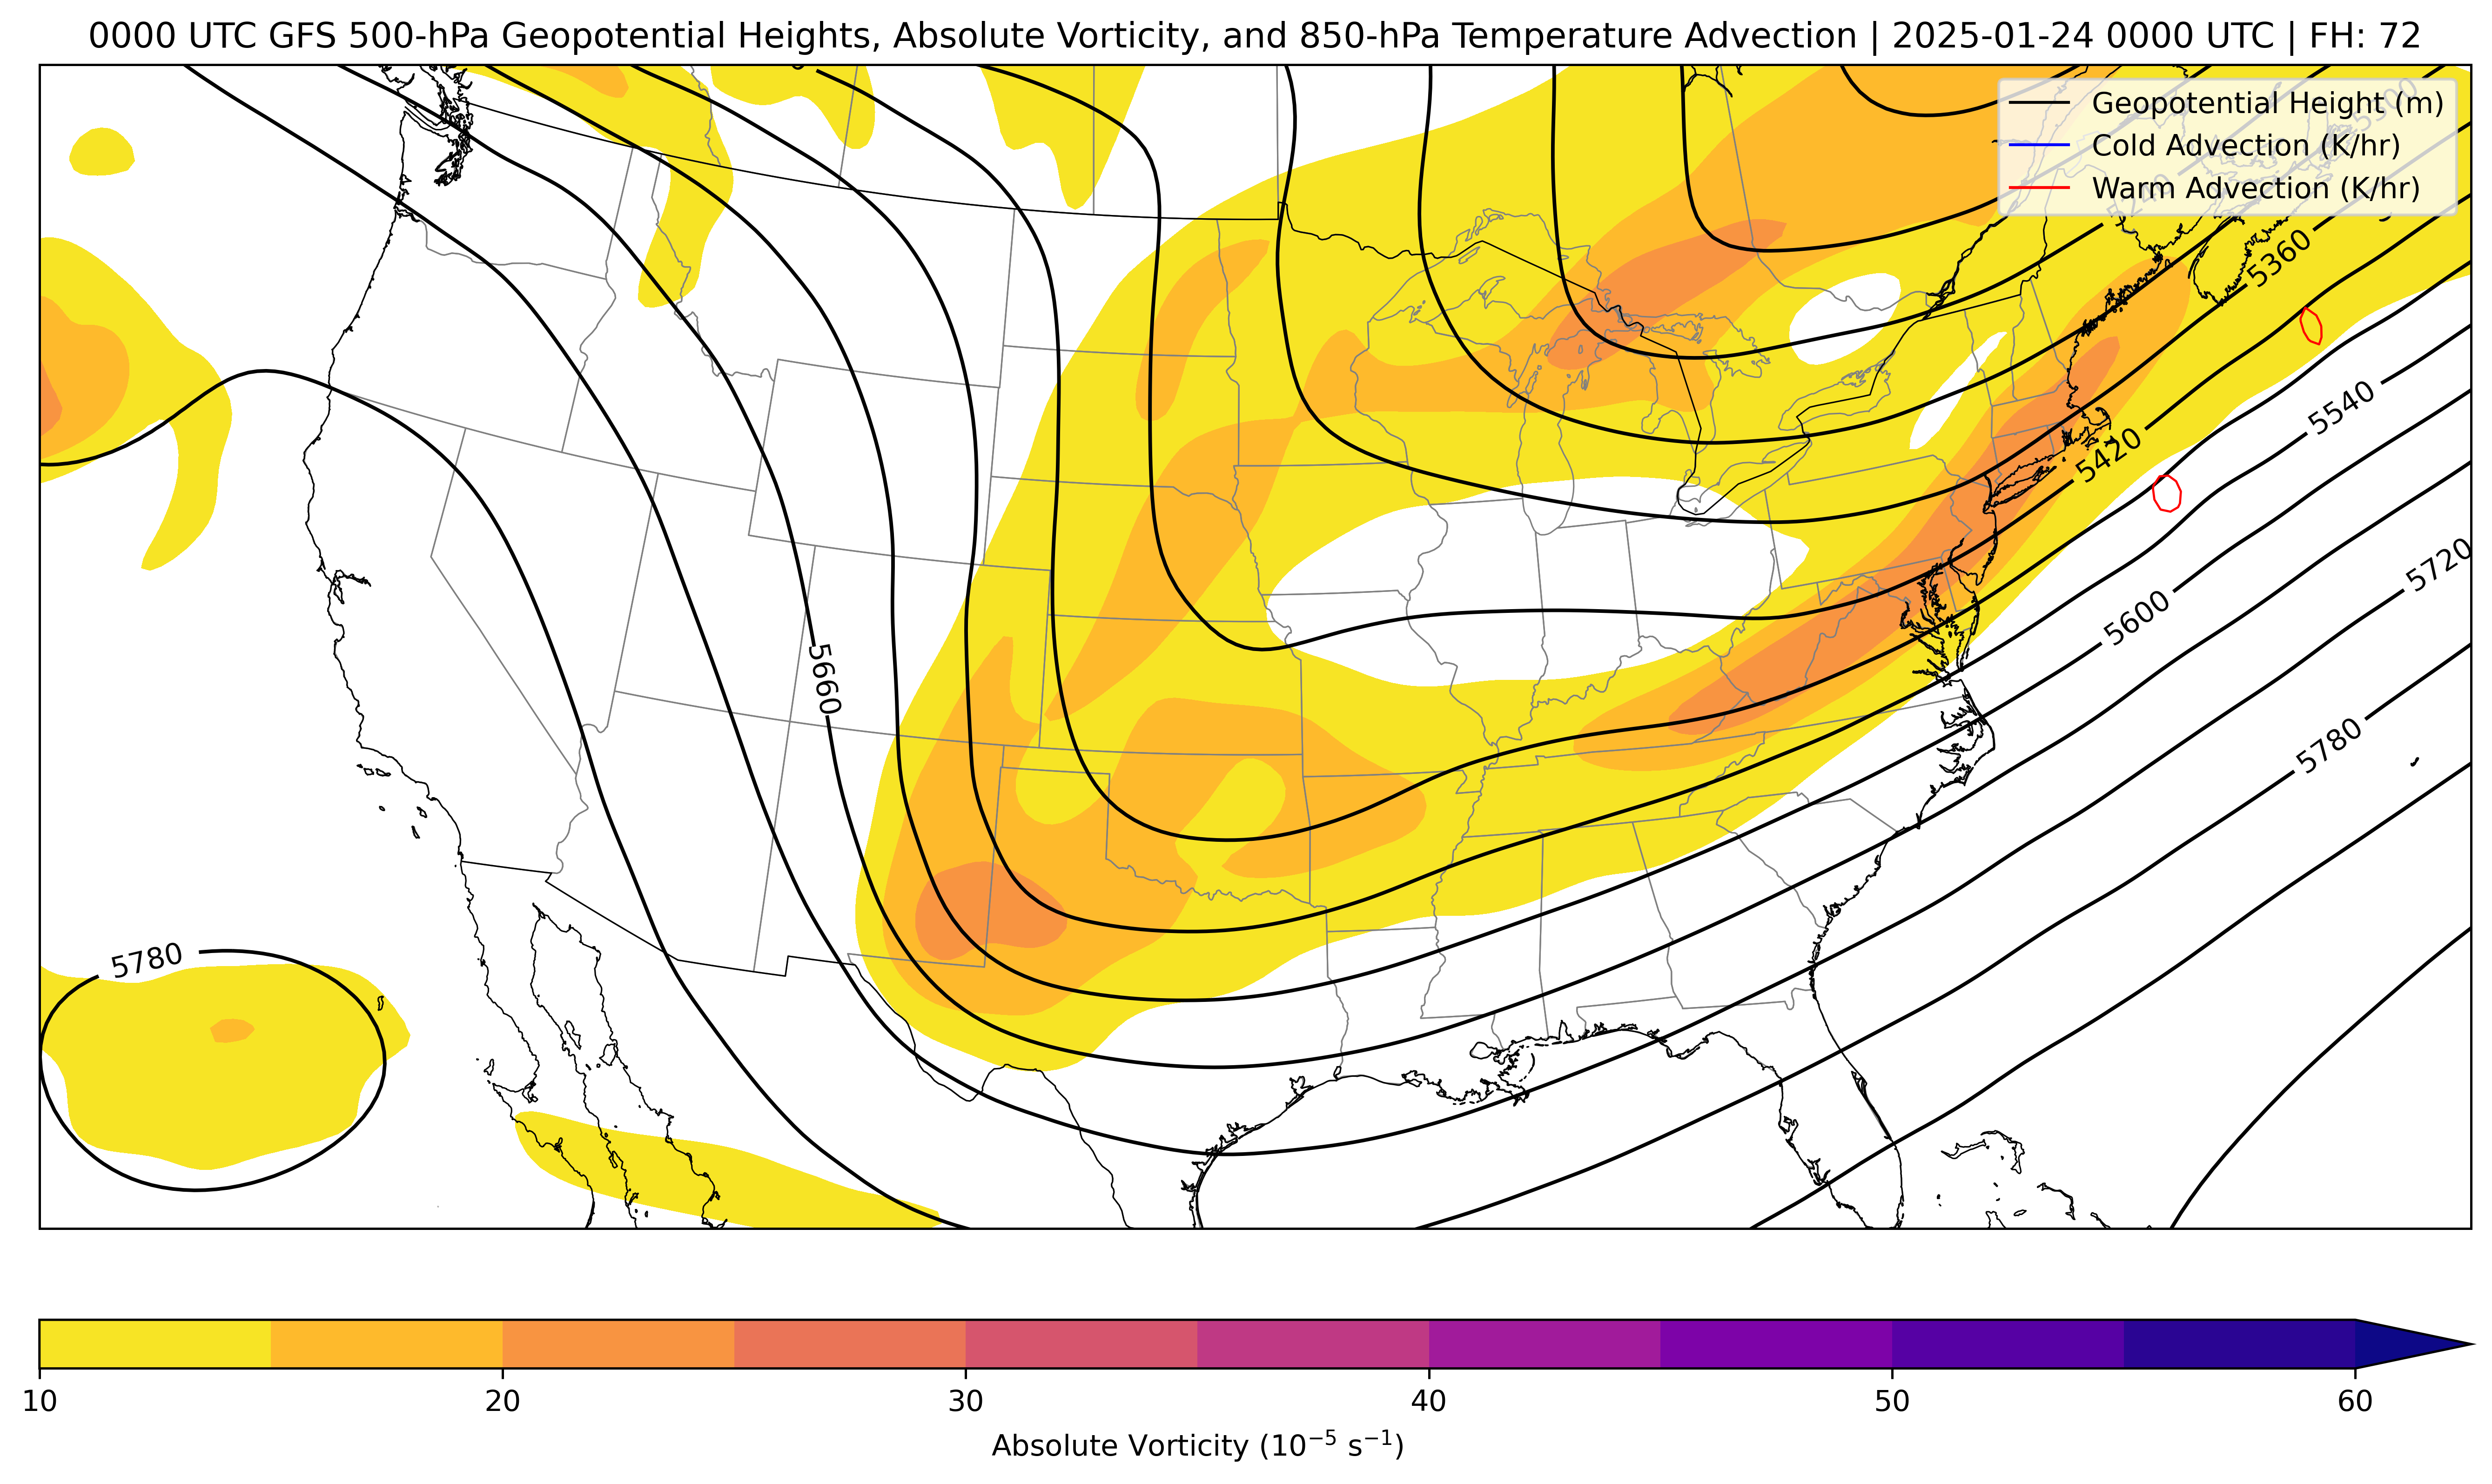 0000 UTC GFS 500-hPa Geopotential Heights, Absolute Vorticity, and 850-hPa Temperature Advection | 2025-01-24 0000 UTC | FH: 72
Geopotential Height (m)
Cold Advection (K/hr)
Warm Advection (K/hr)
5300
5240
5360
5540
5420
5720
5600
5660
5780
5780
10 20 30 40 50 60
Absolute Vorticity (10⁻⁵ s⁻¹)